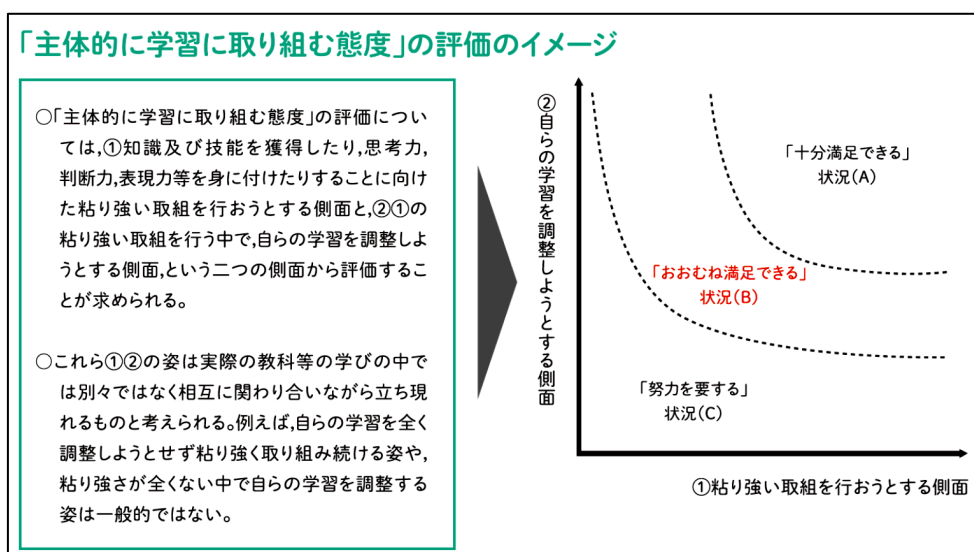 「主体的に学習に取り組む態度」の評価のイメージ
○「主体的に学習に取り組む態度」の評価につい
ては,①知識及び技能を獲得したり,思考力,
判断力,表現力等を身に付けたりすることに向け
た粘り強い取組を行おうとする側面と,②①の
粘り強い取組を行う中で,自らの学習を調整しよ
うとする側面,という二つの側面から評価するこ
とが求められる。
○これら①②の姿は実際の教科等の学びの中で
は別々ではなく相互に関わり合いながら立ち現
れるものと考えられる。例えば,自らの学習を全く
調整しようとせず粘り強く取り組み続ける姿や,
粘り強さが全くない中で自らの学習を調整する
姿は一般的ではない。
②自らの学習を調整しようとする側面
「十分満足できる」
状況(A)
「おおむね満足できる」
状況(B)
「努力を要する」
状況(C)
①粘り強い取組を行おうとする側面